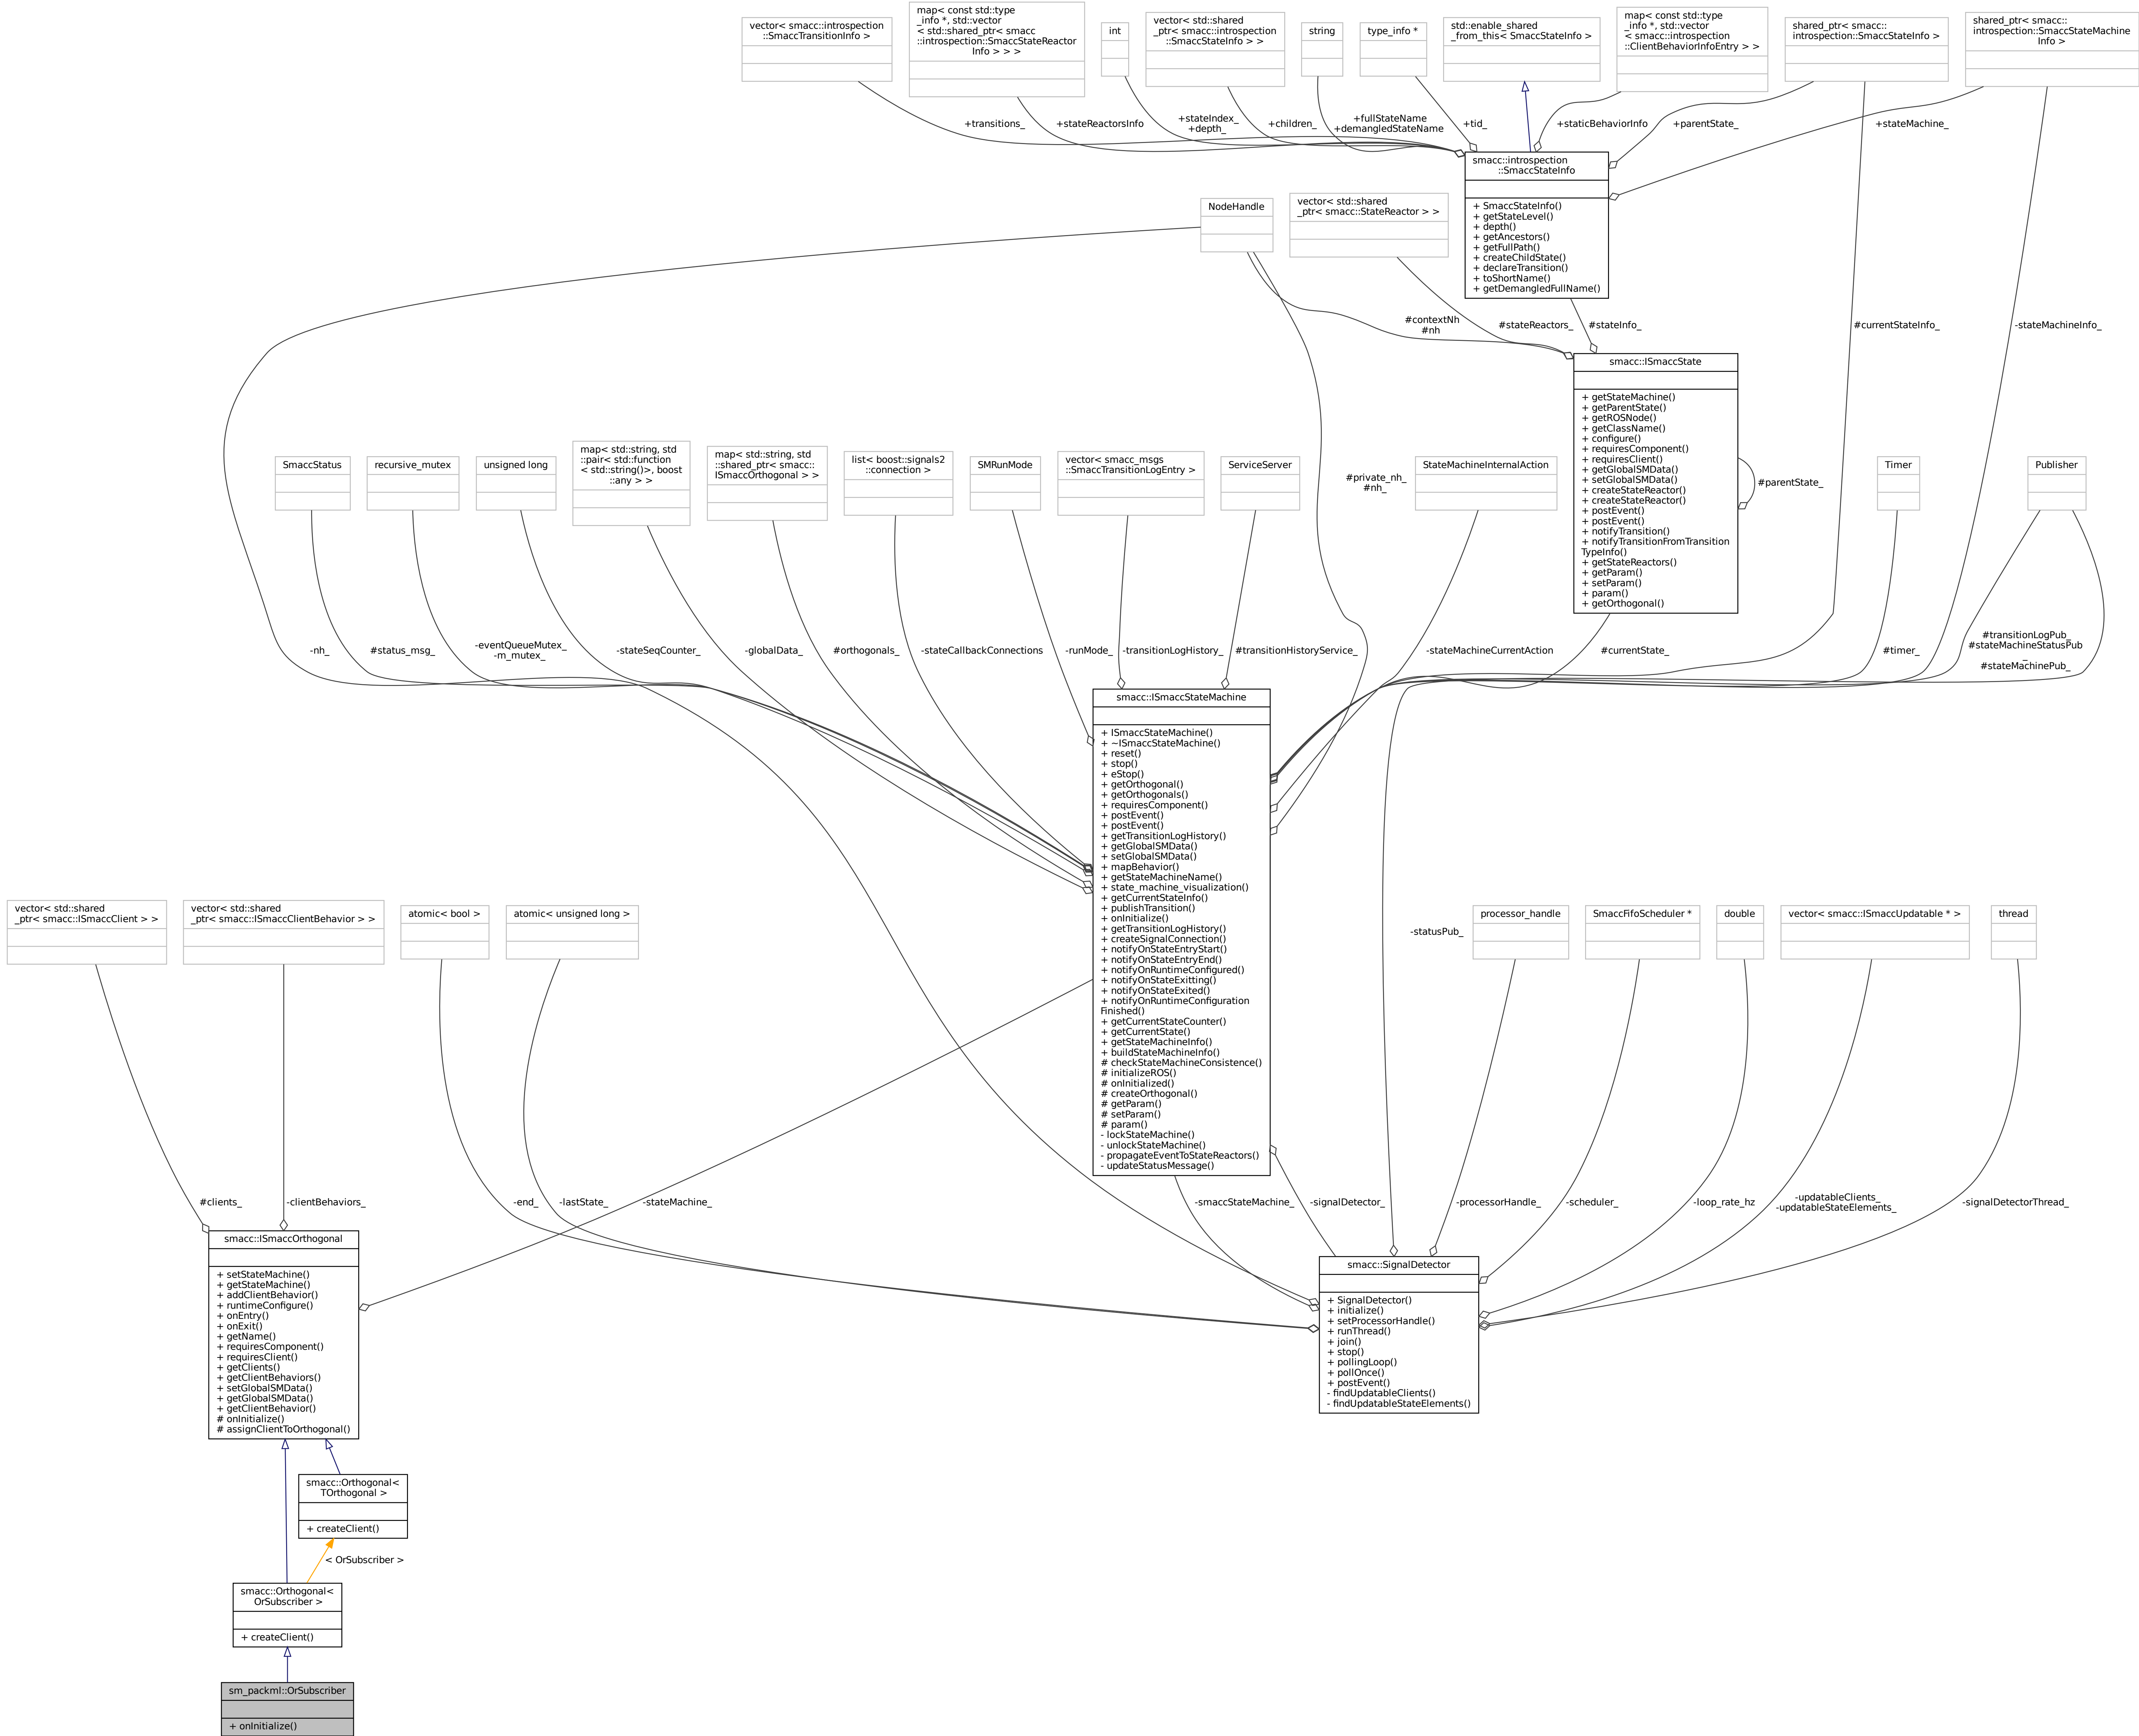 vector< smacc::introspection
::SmaccTransitionInfo >
map< const std::type
_info *, std::vector
< std::shared_ptr< smacc
::introspection::SmaccStateReactor
Info > > >
int
vector< std::shared
_ptr< smacc::introspection
::SmaccStateInfo > >
string
type_info *
std::enable_shared
_from_this< SmaccStateInfo >
map< const std::type
_info *, std::vector
< smacc::introspection
::ClientBehaviorInfoEntry > >
shared_ptr< smacc::
introspection::SmaccStateInfo >
shared_ptr< smacc::
introspection::SmaccStateMachine
Info >
+transitions_
+stateReactorsInfo
+stateIndex_
+depth_
+children_
+fullStateName
+demangledStateName
+tid_
+staticBehaviorInfo
+parentState_
+stateMachine_
smacc::introspection
::SmaccStateInfo
+ SmaccStateInfo()
+ getStateLevel()
+ depth()
+ getAncestors()
+ getFullPath()
+ createChildState()
+ declareTransition()
+ toShortName()
+ getDemangledFullName()
NodeHandle
vector< std::shared
_ptr< smacc::StateReactor > >
#contextNh
#nh
#stateReactors_
#stateInfo_
#currentStateInfo_
-stateMachineInfo_
smacc::ISmaccState
+ getStateMachine()
+ getParentState()
+ getROSNode()
+ getClassName()
+ configure()
+ requiresComponent()
+ requiresClient()
+ getGlobalSMData()
+ setGlobalSMData()
+ createStateReactor()
+ createStateReactor()
+ postEvent()
+ postEvent()
+ notifyTransition()
+ notifyTransitionFromTransition
TypeInfo()
+ getStateReactors()
+ getParam()
+ setParam()
+ param()
+ getOrthogonal()
#parentState_
SmaccStatus
recursive_mutex
unsigned long
map< std::string, std
::pair< std::function
< std::string()>, boost
::any > >
map< std::string, std
::shared_ptr< smacc::
ISmaccOrthogonal > >
list< boost::signals2
::connection >
SMRunMode
vector< smacc_msgs
::SmaccTransitionLogEntry >
ServiceServer
#private_nh_
#nh_
StateMachineInternalAction
Timer
Publisher
-nh_
#status_msg_
-eventQueueMutex_
-m_mutex_
-stateSeqCounter_
-globalData_
#orthogonals_
-stateCallbackConnections
-runMode_
-transitionLogHistory_
#transitionHistoryService_
-stateMachineCurrentAction
#currentState_
#timer_
#transitionLogPub_
#stateMachineStatusPub
_
#stateMachinePub_
smacc::ISmaccStateMachine
+ ISmaccStateMachine()
+ ~ISmaccStateMachine()
+ reset()
+ stop()
+ eStop()
+ getOrthogonal()
+ getOrthogonals()
+ requiresComponent()
+ postEvent()
+ postEvent()
+ getTransitionLogHistory()
+ getGlobalSMData()
+ setGlobalSMData()
+ mapBehavior()
+ getStateMachineName()
+ state_machine_visualization()
+ getCurrentStateInfo()
+ publishTransition()
+ onInitialize()
+ getTransitionLogHistory()
+ createSignalConnection()
+ notifyOnStateEntryStart()
+ notifyOnStateEntryEnd()
+ notifyOnRuntimeConfigured()
+ notifyOnStateExitting()
+ notifyOnStateExited()
+ notifyOnRuntimeConfiguration
Finished()
+ getCurrentStateCounter()
+ getCurrentState()
+ getStateMachineInfo()
+ buildStateMachineInfo()
# checkStateMachineConsistence()
# initializeROS()
# onInitialized()
# createOrthogonal()
# getParam()
# setParam()
# param()
- lockStateMachine()
- unlockStateMachine()
- propagateEventToStateReactors()
- updateStatusMessage()
vector< std::shared
_ptr< smacc::ISmaccClient > >
vector< std::shared
_ptr< smacc::ISmaccClientBehavior > >
atomic< bool >
atomic< unsigned long >
-statusPub_
processor_handle
SmaccFifoScheduler *
double
vector< smacc::ISmaccUpdatable * >
thread
#clients_
-clientBehaviors_
-end_
-lastState_
-stateMachine_
-smaccStateMachine_
-signalDetector_
-processorHandle_
-scheduler_
-loop_rate_hz
-updatableClients_
-updatableStateElements_
-signalDetectorThread_
smacc::ISmaccOrthogonal
+ setStateMachine()
+ getStateMachine()
+ addClientBehavior()
+ runtimeConfigure()
+ onEntry()
+ onExit()
+ getName()
+ requiresComponent()
+ requiresClient()
+ getClients()
+ getClientBehaviors()
+ setGlobalSMData()
+ getGlobalSMData()
+ getClientBehavior()
# onInitialize()
# assignClientToOrthogonal()
smacc::SignalDetector
+ SignalDetector()
+ initialize()
+ setProcessorHandle()
+ runThread()
+ join()
+ stop()
+ pollingLoop()
+ pollOnce()
+ postEvent()
- findUpdatableClients()
- findUpdatableStateElements()
smacc::Orthogonal<
TOrthogonal >
+ createClient()
< OrSubscriber >
smacc::Orthogonal<
OrSubscriber >
+ createClient()
sm_packml::OrSubscriber
+ onInitialize()